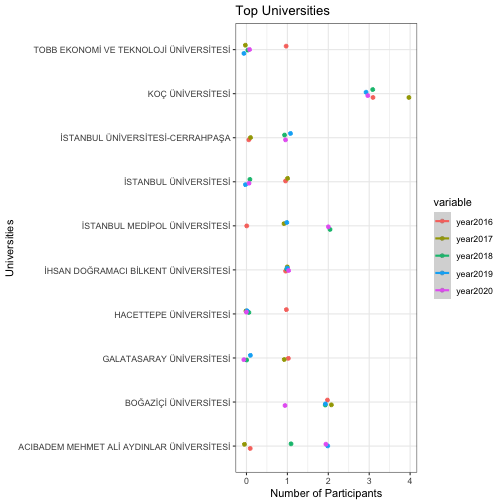 Top Universities
TOBB EKONOMİ VE TEKNOLOJİ ÜNİVERSİTESİ
KOÇ ÜNİVERSİTESİ
İSTANBUL ÜNİVERSİTESİ-CERRAHPAŞA
İSTANBUL ÜNİVERSİTESİ
İSTANBUL MEDİPOL ÜNİVERSİTESİ
İHSAN DOĞRAMACI BİLKENT ÜNİVERSİTESİ
HACETTEPE ÜNİVERSİTESİ
GALATASARAY ÜNİVERSİTESİ
BOĞAZİÇİ ÜNİVERSİTESİ
ACIBADEM MEHMET ALİ AYDINLAR ÜNİVERSİTESİ
Universities
0 1 2 3 4
Number of Participants
variable
year2016
year2017
year2018
year2019
year2020